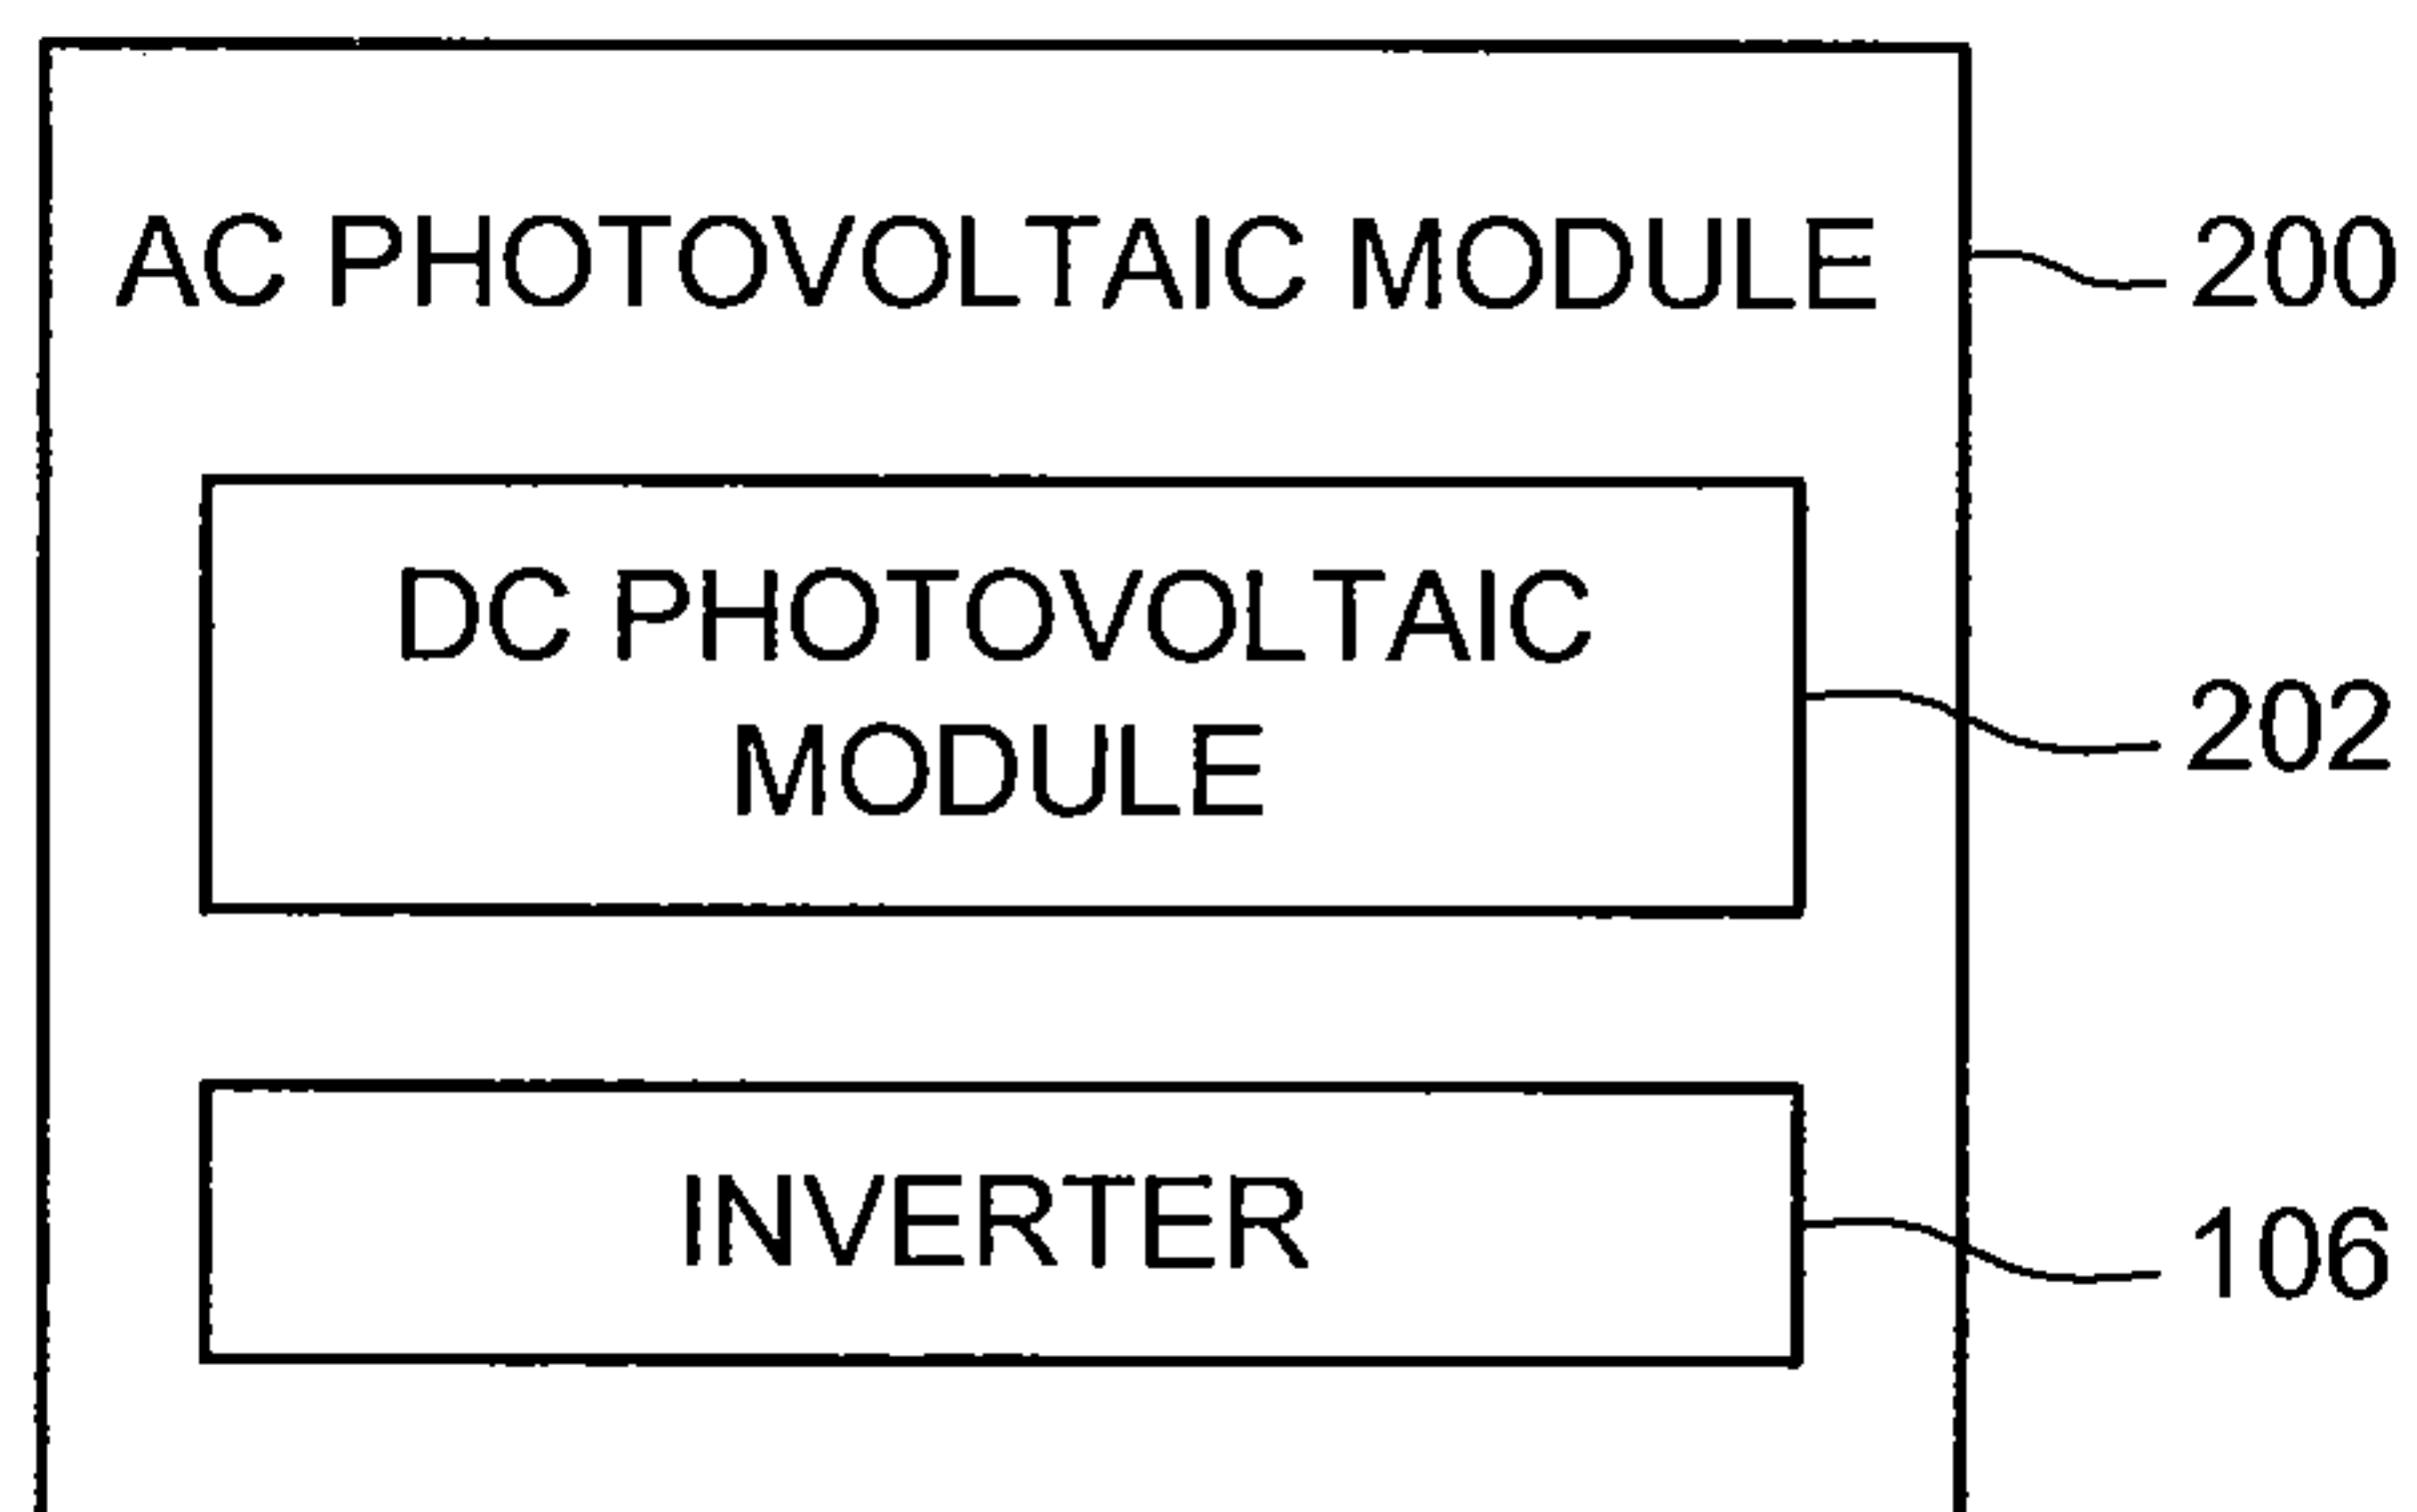 AC PHOTOVOLTAIC MODULE 200
DC PHOTOVOLTAIC
MODULE
202
INVERTER 106